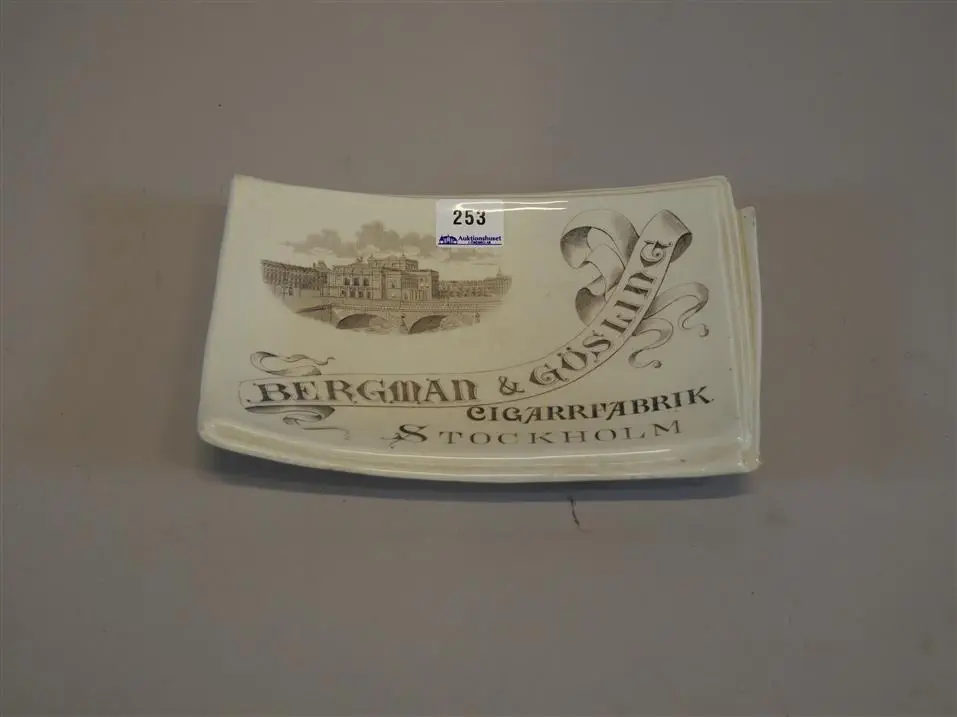 253
Auktionshuset
BERGMAN & GÖSLING
CIGARRFABRIK
STOCKHOLM